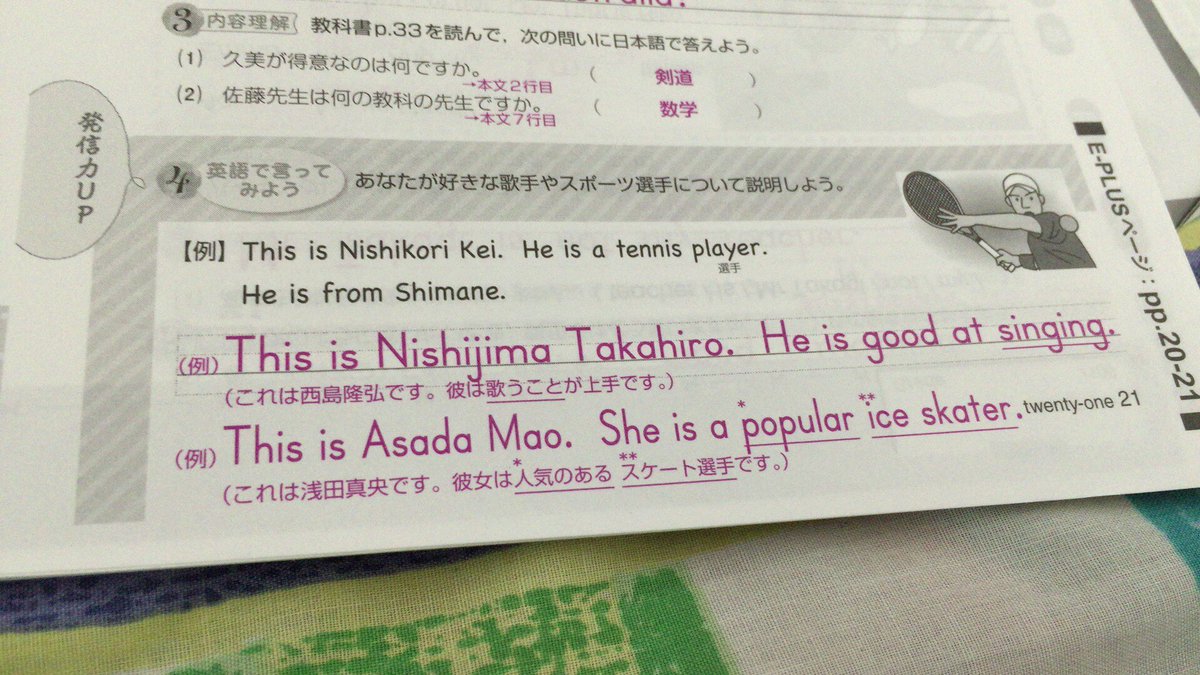 3 内容理解 教科書p.33を読んで，次の問いに日本語で答えよう。
(1) 久美が得意なのは何ですか。 （ 剣道 ）
→本文2行目
(2) 佐藤先生は何の教科の先生ですか。 （ 数学 ）
→本文7行目
発信力UP
4 英語で言ってみよう あなたが好きな歌手やスポーツ選手について説明しよう。
【例】 This is Nishikori Kei. He is a tennis player.
選手
He is from Shimane.
(例) This is Nishijima Takahiro. He is good at singing.
(これは西島隆弘です。彼は歌うことが上手です。)
(例) This is Asada Mao. She is a *popular **ice skater.
(これは浅田真央です。彼女は*人気のある **スケート選手です。)
twenty-one 21
E-PLUSページ：pp.20-21